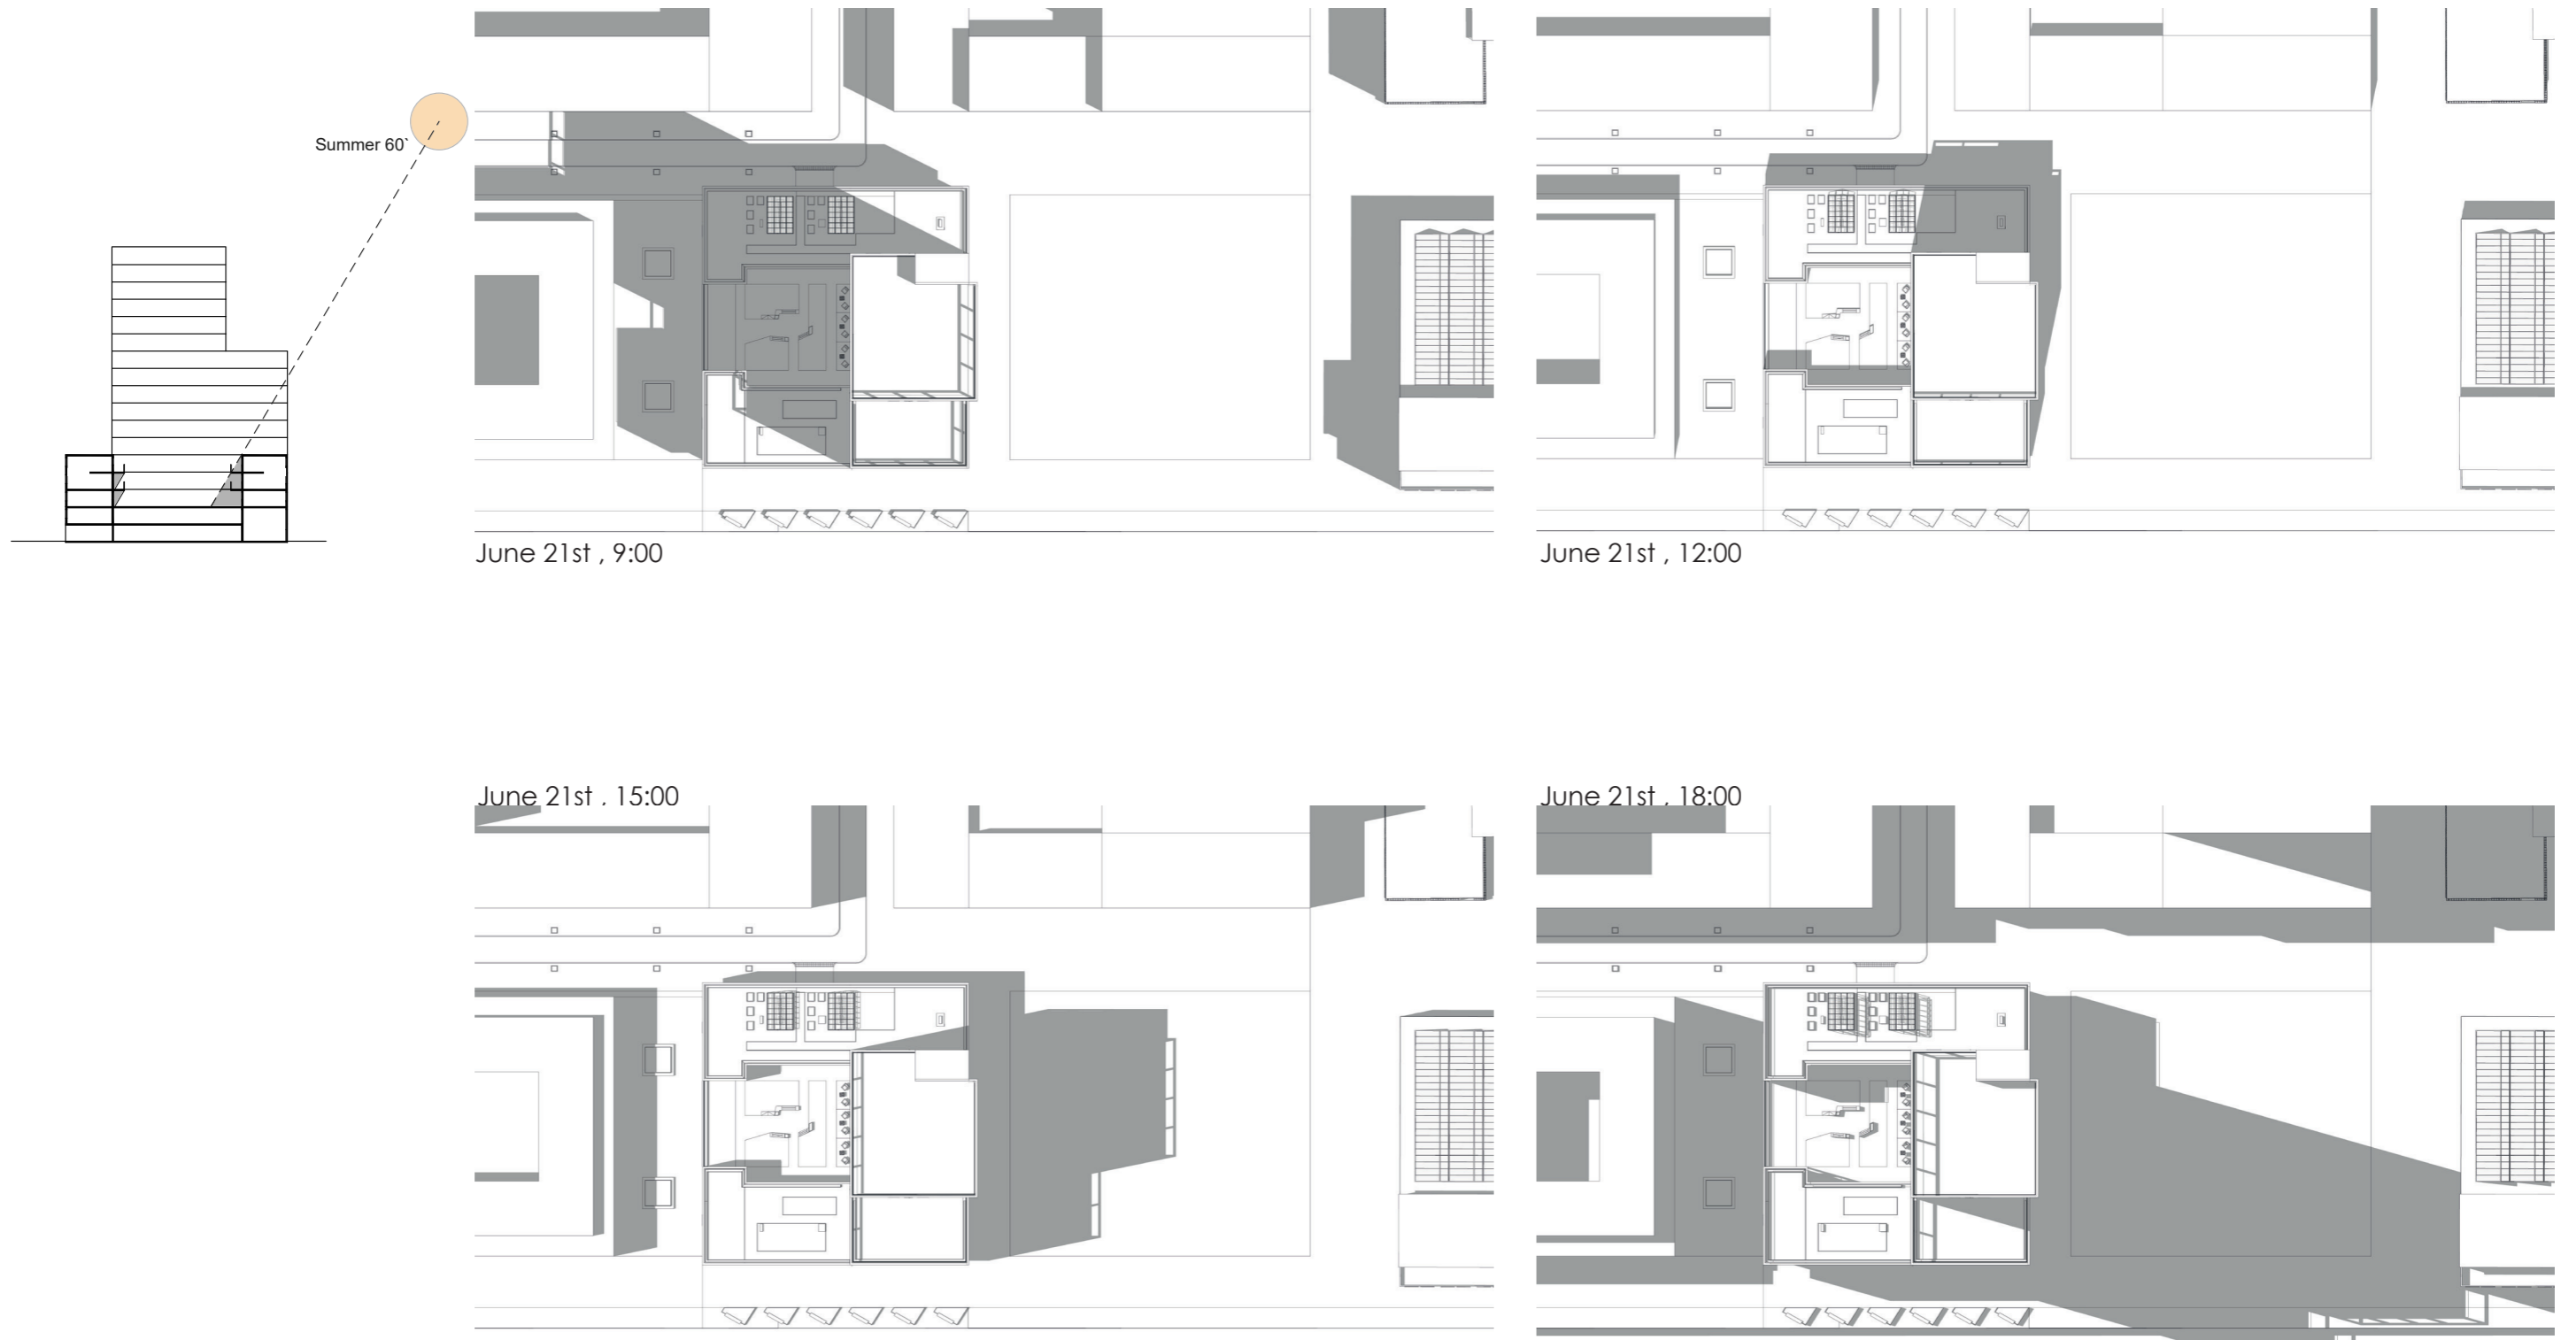 Summer 60`
June 21st , 9:00
June 21st , 12:00
June 21st , 15:00
June 21st , 18:00